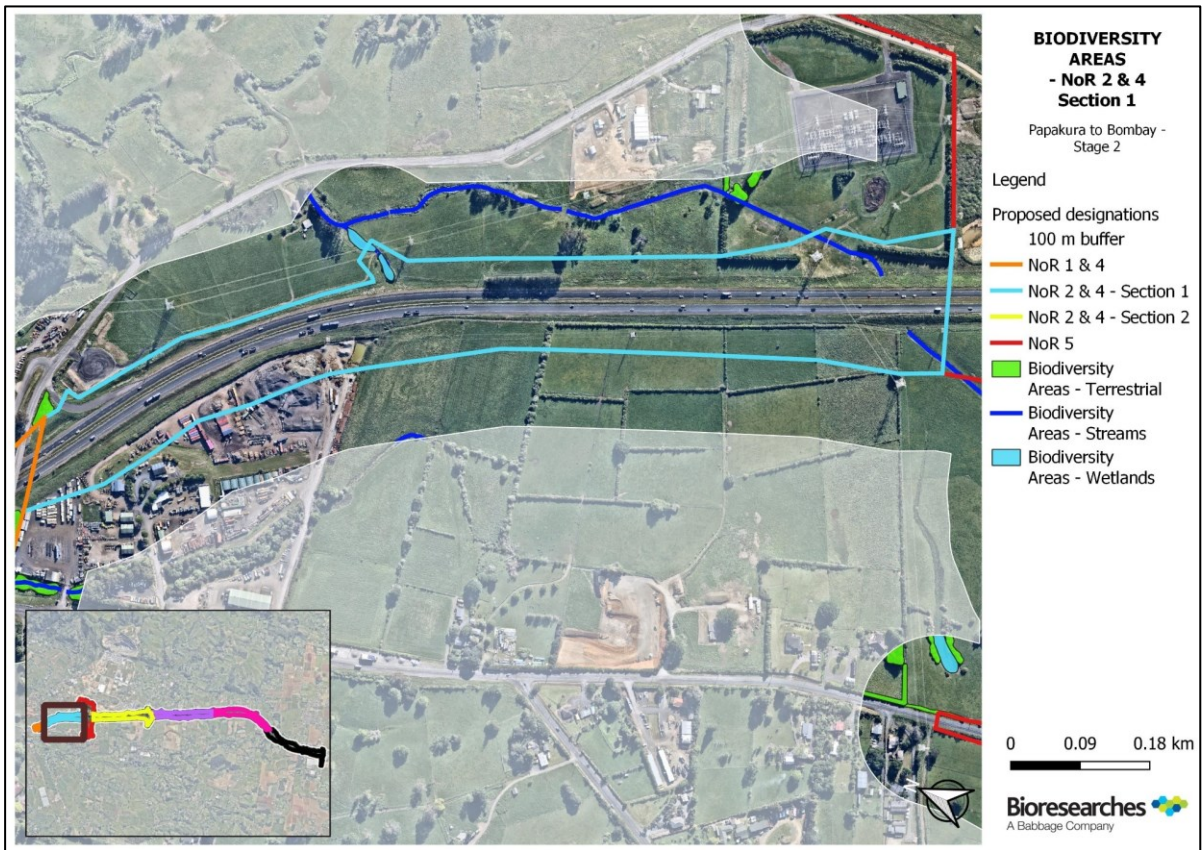 BIODIVERSITY
AREAS
- NoR 2 & 4
Section 1
Papakura to Bombay -
Stage 2
Legend
Proposed designations
100 m buffer
NoR 1 & 4
NoR 2 & 4 - Section 1
NoR 2 & 4 - Section 2
NoR 5
Biodiversity
Areas - Terrestrial
Biodiversity
Areas - Streams
Biodiversity
Areas - Wetlands
0 0.09 0.18 km
Bioresearches
A Babbage Company